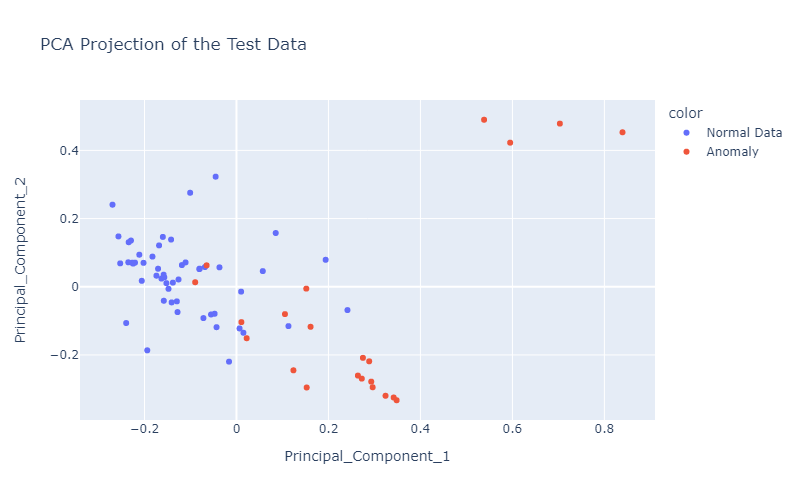 PCA Projection of the Test Data
color
Normal Data
Anomaly
Principal_Component_2
0.4
0.2
0
−0.2
−0.2
0
0.2
0.4
0.6
0.8
Principal_Component_1